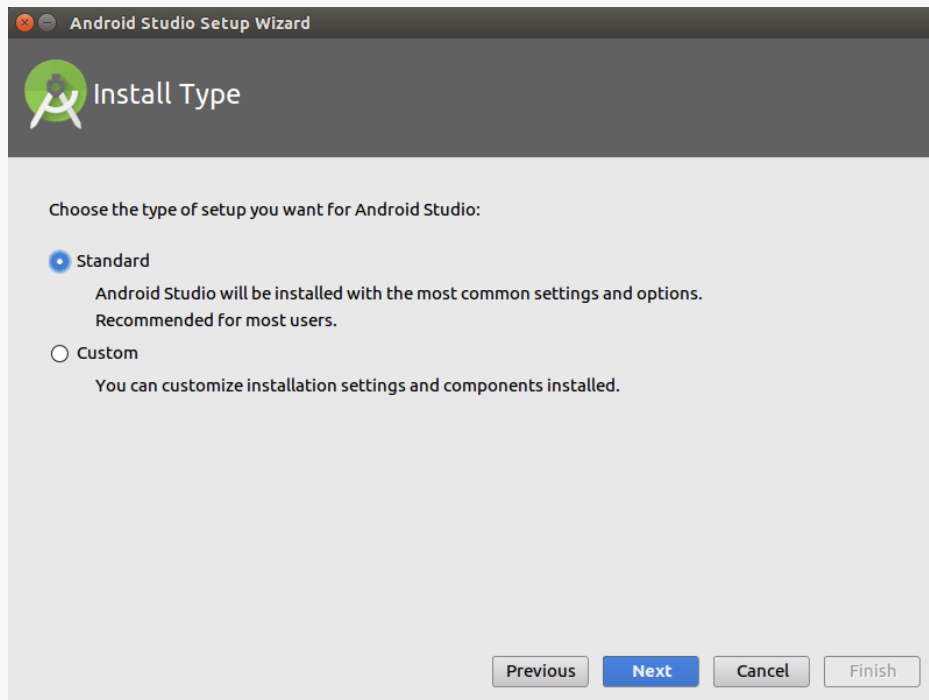 Android Studio Setup Wizard
Install Type
Choose the type of setup you want for Android Studio:
Standard
Android Studio will be installed with the most common settings and options.
Recommended for most users.
Custom
You can customize installation settings and components installed.
Previous Next Cancel Finish